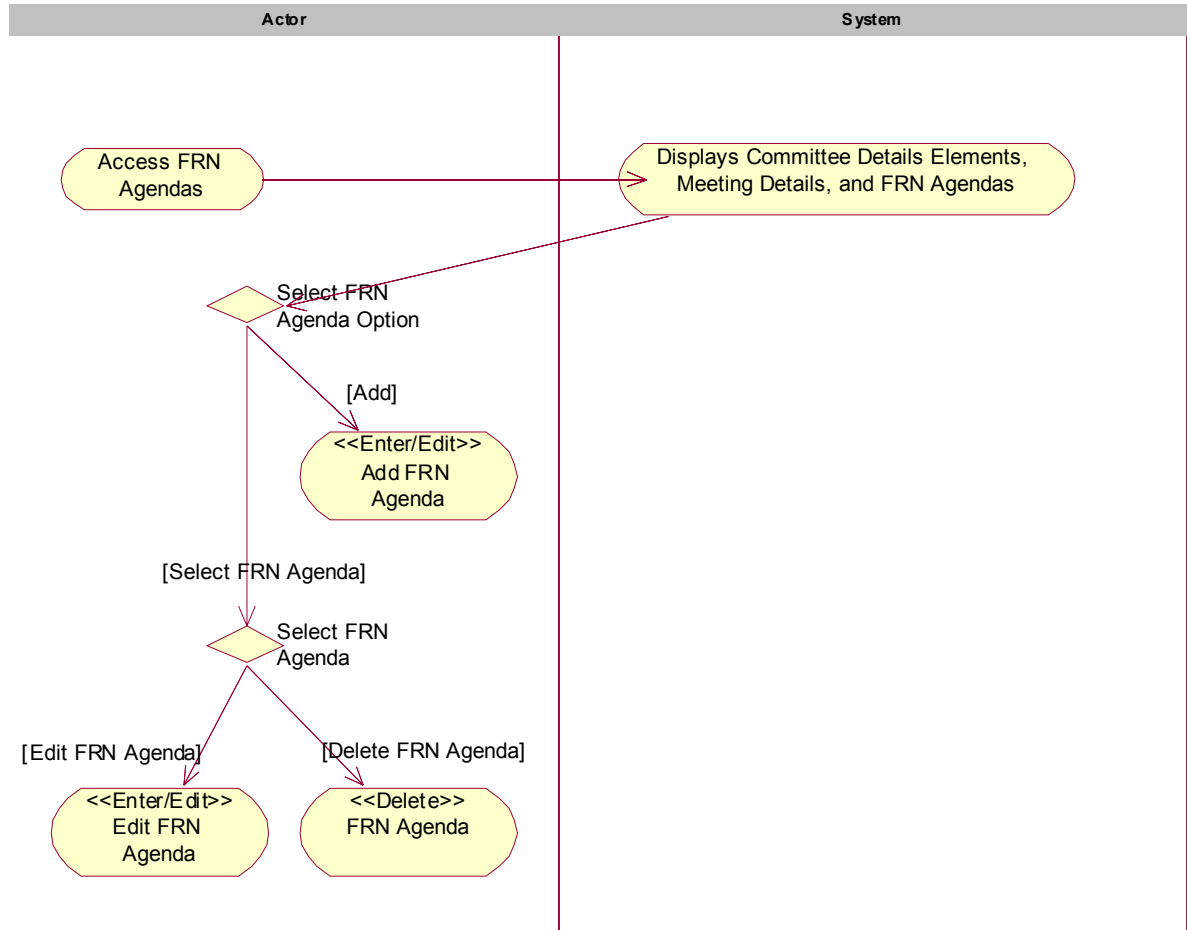 Actor
System
Access FRN
Agendas
Displays Committee Details Elements,
Meeting Details, and FRN Agendas
Select FRN
Agenda Option
[Add]
<<Enter/Edit>>
Add FRN
Agenda
[Select FRN Agenda]
Select FRN
Agenda
[Edit FRN Agenda]
[Delete FRN Agenda]
<<Enter/Edit>>
Edit FRN
Agenda
<<Delete>>
FRN Agenda